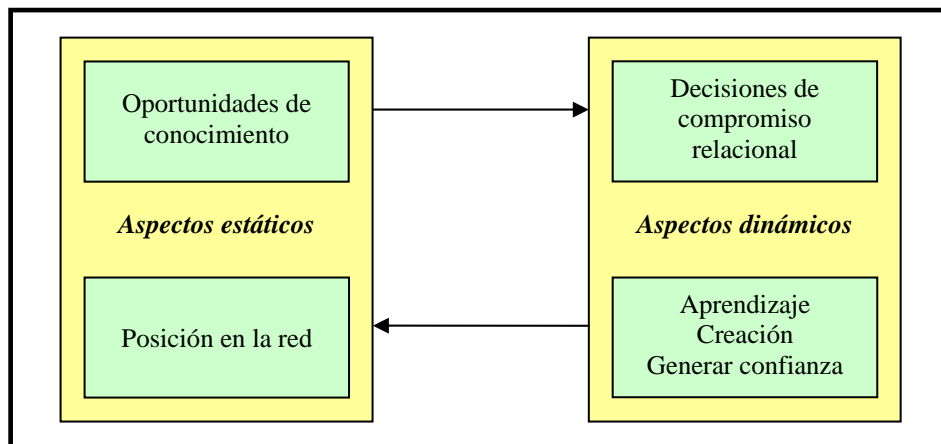 Oportunidades de
conocimiento
Aspectos estáticos
Posición en la red
Decisiones de
compromiso
relacional
Aspectos dinámicos
Aprendizaje
Creación
Generar confianza